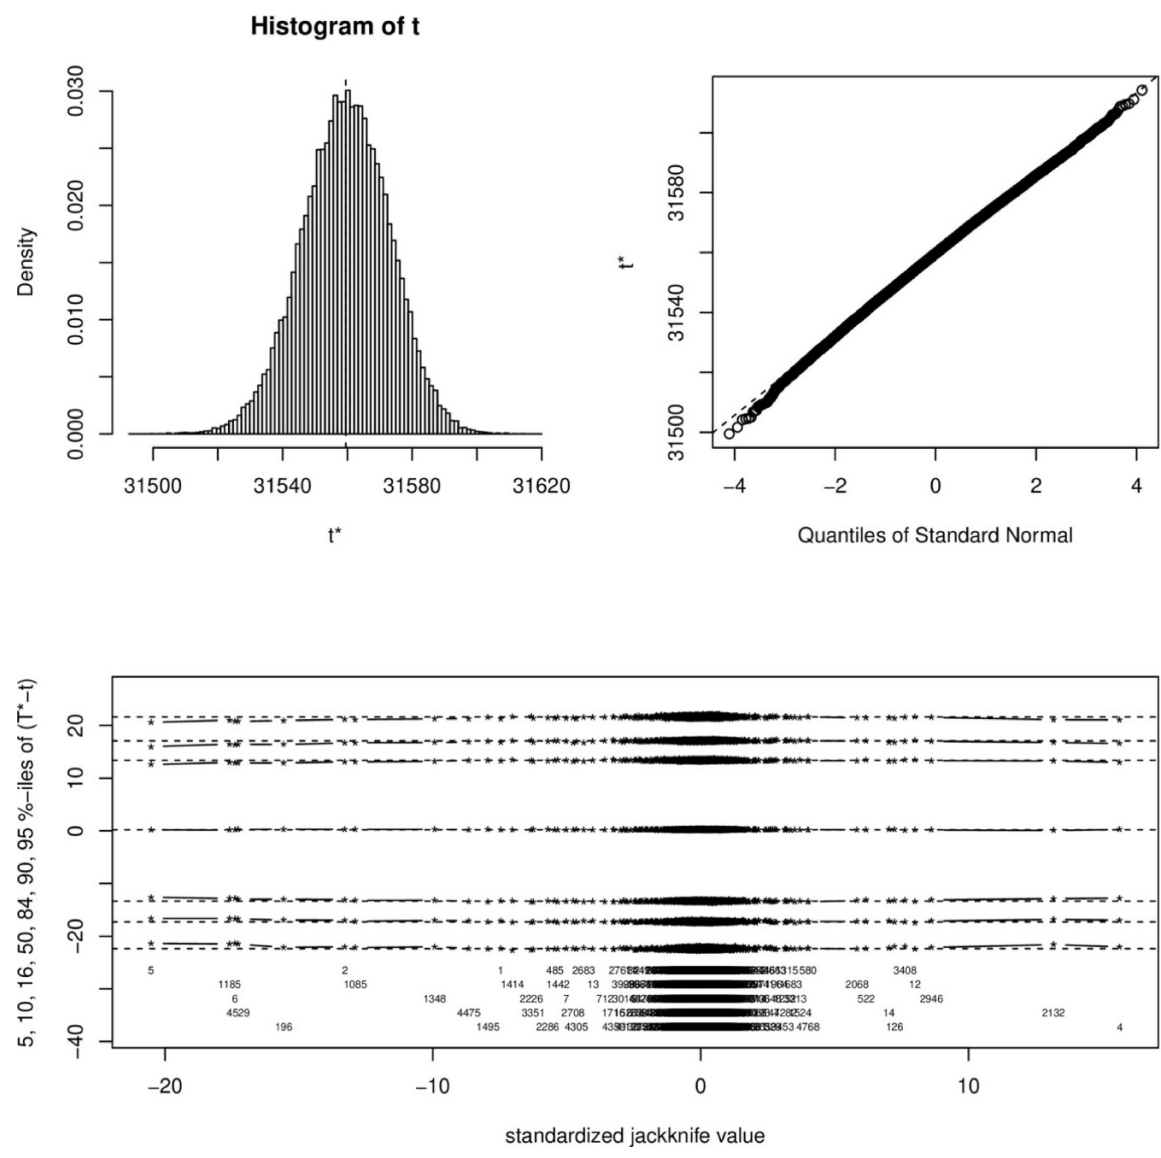 Histogram of t
Density
0.000 0.010 0.020 0.030
31500 31540 31580 31620
t*
t*
31500 31540 31580
−4 −2 0 2 4
Quantiles of Standard Normal
5, 10, 16, 50, 84, 90, 95 %−iles of (T*−t)
−40 −20 0 10 20
5 2 1 485 2683 580 3408
1185 1085 1414 1442 13 683 2068 12
6 1348 2226 7 522 2946
4529 4475 3351 2708 14 2132
196 1495 2286 4305 4768 126 4
−20 −10 0 10
standardized jackknife value